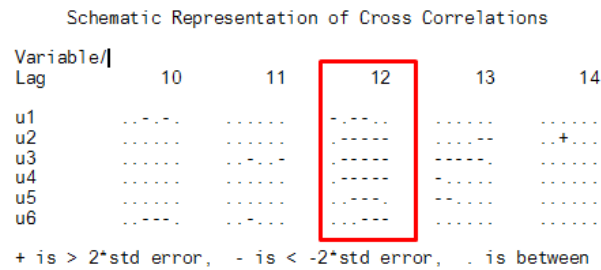 Schematic Representation of Cross Correlations
Variable/
Lag 10 11 12 13 14
u1 ..-.-. ...... -.--.. ...... ......
u2 ...... ...... .----- ....-- ..+...
u3 ...... ..-..- .----- -----. ......
u4 ...... ...... .----- -..... ......
u5 ...... ...... ..---. --.... ......
u6 ..---. ..-... ...--- ...... ......
+ is > 2*std error, - is < -2*std error, . is between